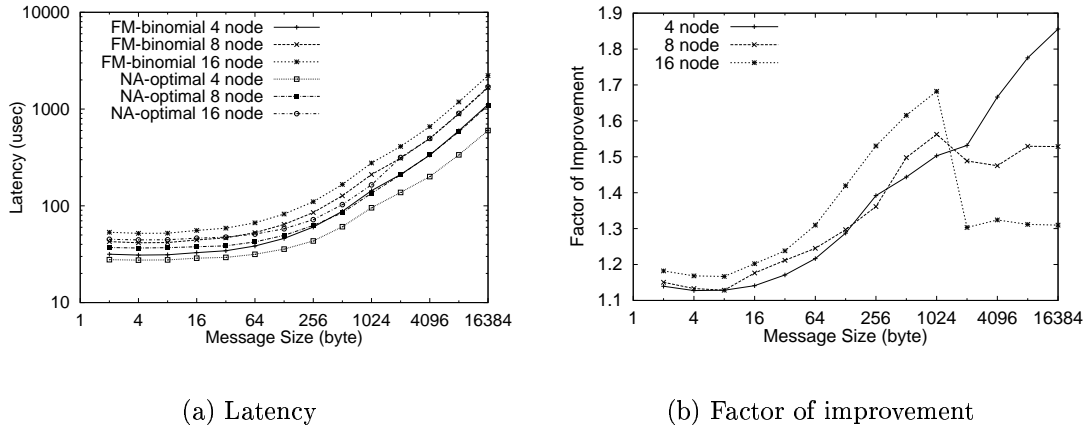 10000
1000
100
10
Latency (usec)
FM-binomial 4 node
FM-binomial 8 node
FM-binomial 16 node
NA-optimal 4 node
NA-optimal 8 node
NA-optimal 16 node
1 4 16 64 256 1024 4096 16384
Message Size (byte)
(a) Latency
1.9
1.8
1.7
1.6
1.5
1.4
1.3
1.2
1.1
Factor of Improvement
4 node
8 node
16 node
1 4 16 64 256 1024 4096 16384
Message Size (byte)
(b) Factor of improvement